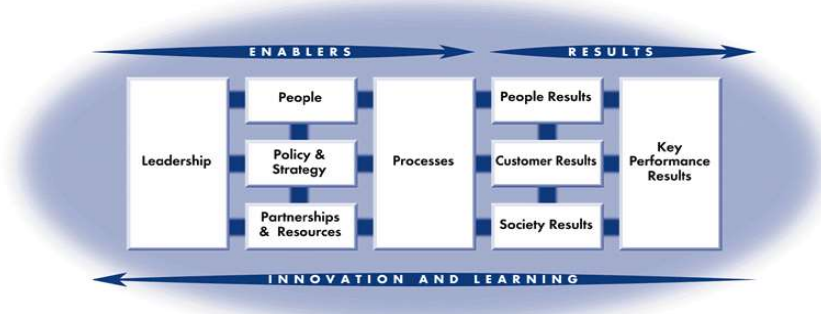 ENABLERS
RESULTS
Leadership
People
Policy &
Strategy
Partnerships
& Resources
Processes
People Results
Customer Results
Society Results
Key
Performance
Results
INNOVATION AND LEARNING